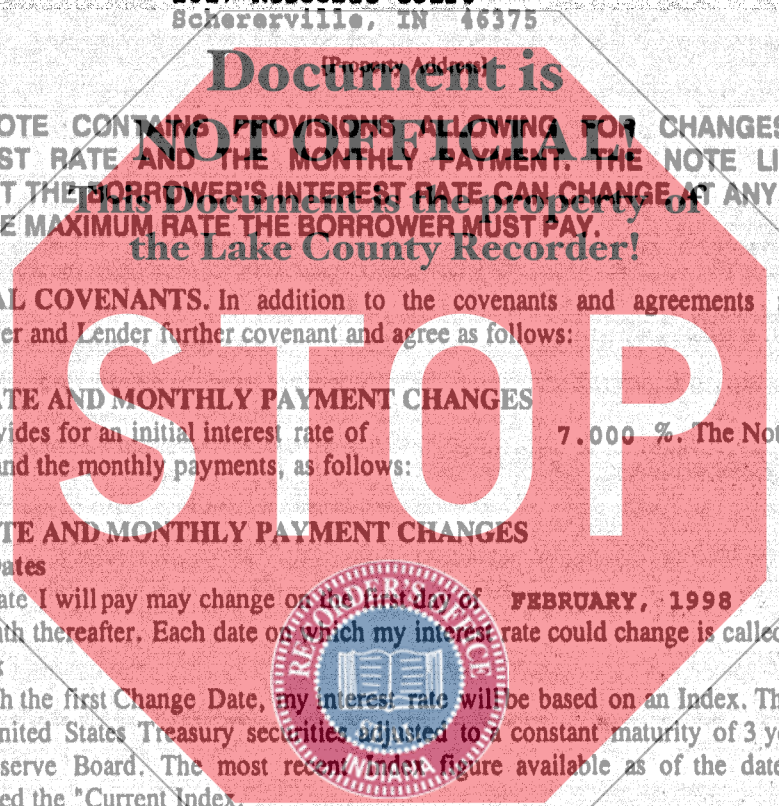 Schererville, IN 46375
[Property Address]
Document is
NOT OFFICIAL!
This Document is the property of
the Lake County Recorder!
OTE CONTAINS PROVISIONS ALLOWING FOR CHANGES
ST RATE AND THE MONTHLY PAYMENT. THE NOTE LI
T THE BORROWER'S INTEREST RATE CAN CHANGE AT ANY
E MAXIMUM RATE THE BORROWER MUST PAY.
AL COVENANTS. In addition to the covenants and agreements
er and Lender further covenant and agree as follows:
STOP
TE AND MONTHLY PAYMENT CHANGES
vides for an initial interest rate of 7.000 %. The Not
nd the monthly payments, as follows:
TE AND MONTHLY PAYMENT CHANGES
ates
ate I will pay may change on the first day of FEBRUARY, 1998
th thereafter. Each date on which my interest rate could change is called
h the first Change Date, my interest rate will be based on an Index. Th
nited States Treasury securities adjusted to a constant maturity of 3 ye
serve Board. The most recent Index figure available as of the date
ed the "Current Index.
RECORDER'S OFFICE
INDIANA